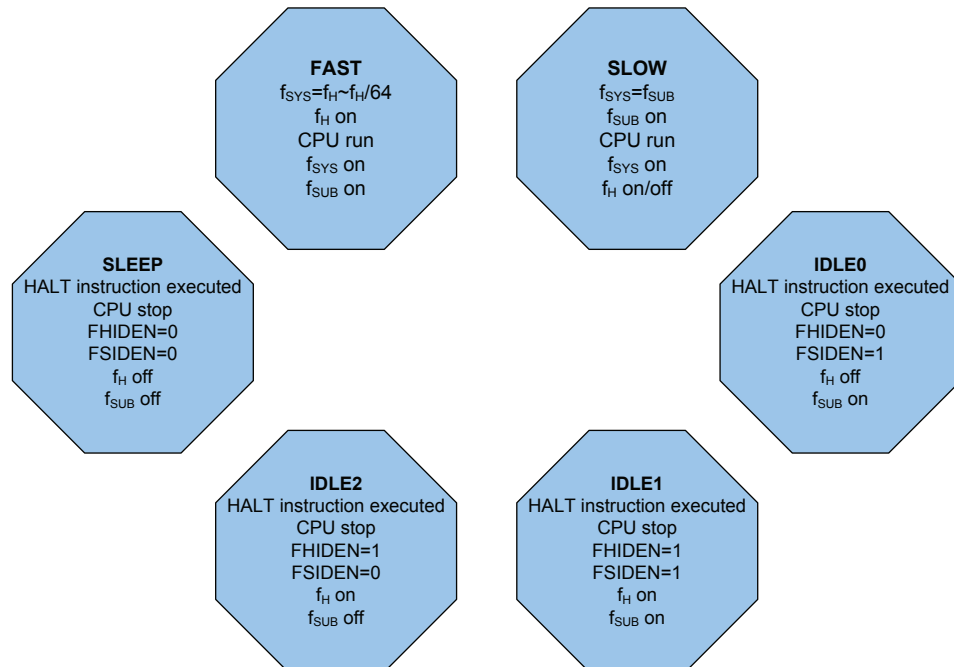 FAST
fSYS=fH~fH/64
fH on
CPU run
fSYS on
fSUB on
SLOW
fSYS=fSUB
fSUB on
CPU run
fSYS on
fH on/off
SLEEP
HALT instruction executed
CPU stop
FHIDEN=0
FSIDEN=0
fH off
fSUB off
IDLE0
HALT instruction executed
CPU stop
FHIDEN=0
FSIDEN=1
fH off
fSUB on
IDLE2
HALT instruction executed
CPU stop
FHIDEN=1
FSIDEN=0
fH on
fSUB off
IDLE1
HALT instruction executed
CPU stop
FHIDEN=1
FSIDEN=1
fH on
fSUB on